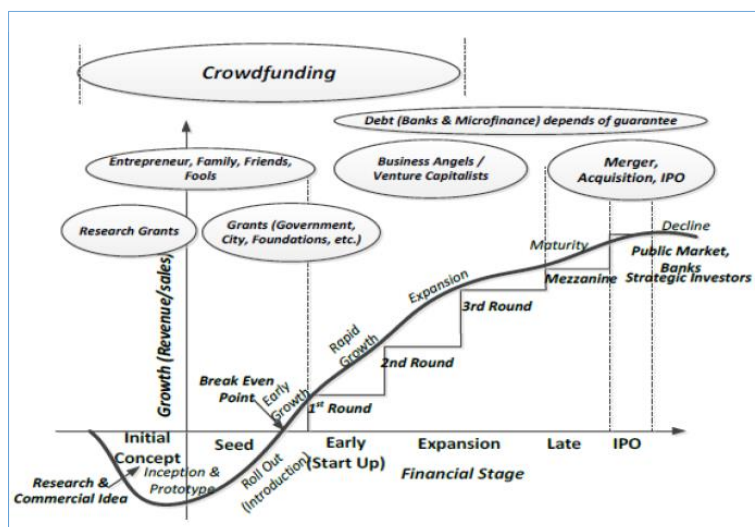 Crowdfunding
Debt (Banks & Microfinance) depends of guarantee
Entrepreneur, Family, Friends,
Fools
Business Angels /
Venture Capitalists
Merger,
Acquisition, IPO
Research Grants
Grants (Government,
City, Foundations, etc.)
Growth (Revenue/sales,
Decline
Maturity
Public Market,
Banks
Strategic Investors
Mezzanine
Expansion
3rd Round
Rapid
Growth
2nd Round
Break Even
Point
Early
Growth
1st Round
Initial
Concept
Seed
Early
(Start Up)
Expansion
Late
IPO
Financial Stage
Research &
Commercial Idea
Inception &
Prototype
Roll Out
(Introduction)